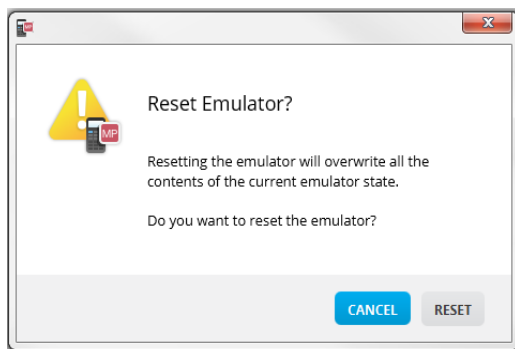 MP
Reset Emulator?
Resetting the emulator will overwrite all the
contents of the current emulator state.
Do you want to reset the emulator?
CANCEL RESET